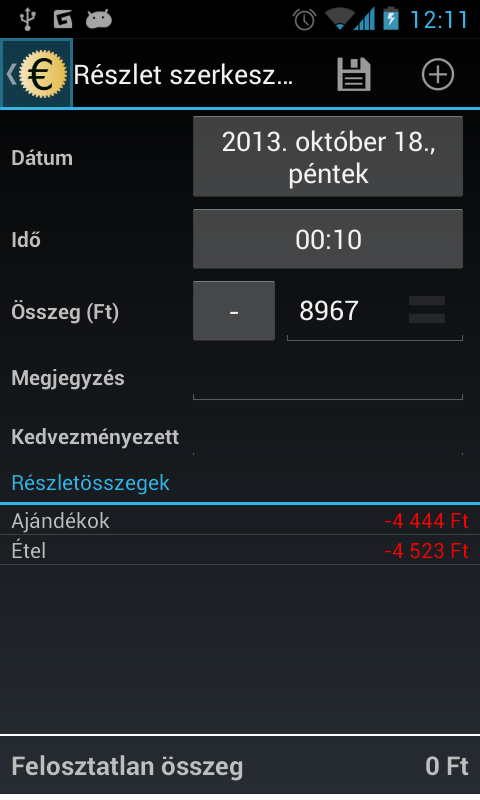 12:11
€ Részlet szerkesz...
Dátum 2013. október 18.,
péntek
Idő 00:10
Összeg (Ft) - 8967
Megjegyzés
Kedvezményezett
Részletösszegek
Ajándékok -4 444 Ft
Étel -4 523 Ft
Felosztatlan összeg 0 Ft